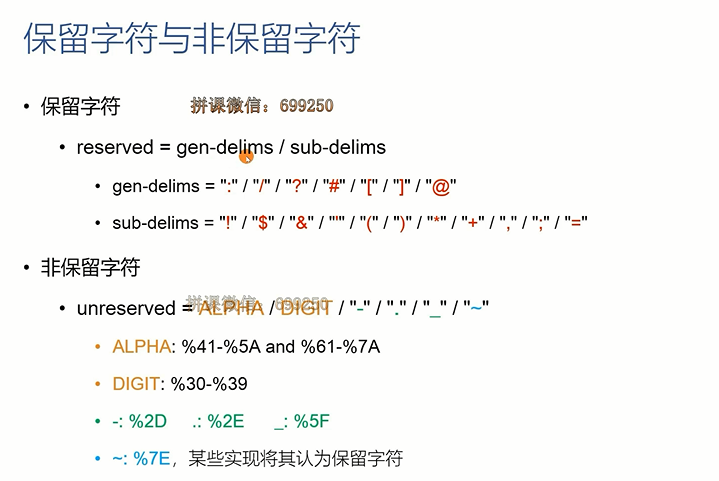 保留字符与非保留字符
• 保留字符
拼课微信：699250
• reserved = gen-delims / sub-delims
• gen-delims = ":" / "/" / "?" / "#" / "[" / "]" / "@"
• sub-delims = "!" / "$" / "&" / "'" / "(" / ")" / "*" / "+" / "," / ";" / "="
• 非保留字符
拼课微信：699250
• unreserved = ALPHA / DIGIT / "-" / "." / "_" / "~"
• ALPHA: %41-%5A and %61-%7A
• DIGIT: %30-%39
• -: %2D .: %2E _: %5F
• ~: %7E，某些实现将其认为保留字符